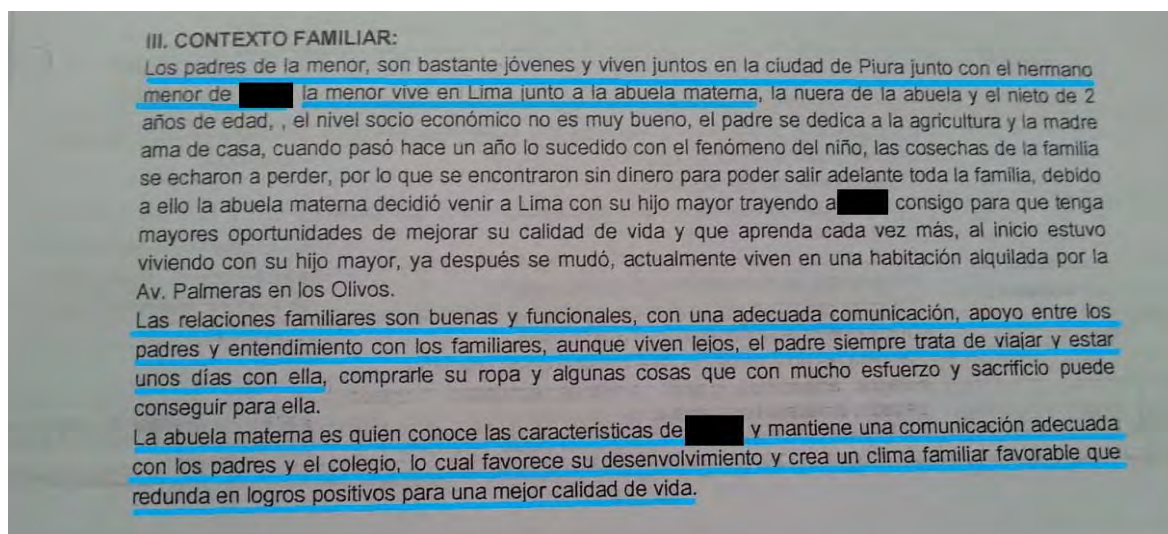 III. CONTEXTO FAMILIAR:
Los padres de la menor, son bastante jóvenes y viven juntos en la ciudad de Piura junto con el hermano
menor de la menor vive en Lima junto a la abuela materna, la nuera de la abuela y el nieto de 2
años de edad, , el nivel socio económico no es muy bueno, el padre se dedica a la agricultura y la madre
ama de casa, cuando pasó hace un año lo sucedido con el fenómeno del niño, las cosechas de la familia
se echaron a perder, por lo que se encontraron sin dinero para poder salir adelante toda la familia, debido
a ello la abuela materna decidió venir a Lima con su hijo mayor trayendo a consigo para que tenga
mayores oportunidades de mejorar su calidad de vida y que aprenda cada vez más, al inicio estuvo
viviendo con su hijo mayor, ya después se mudó, actualmente viven en una habitación alquilada por la
Av. Palmeras en los Olivos.
Las relaciones familiares son buenas y funcionales, con una adecuada comunicación, apoyo entre los
padres y entendimiento con los familiares, aunque viven lejos, el padre siempre trata de viajar y estar
unos días con ella, comprarle su ropa y algunas cosas que con mucho esfuerzo y sacrificio puede
conseguir para ella.
La abuela materna es quien conoce las características de y mantiene una comunicación adecuada
con los padres y el colegio, lo cual favorece su desenvolvimiento y crea un clima familiar favorable que
redunda en logros positivos para una mejor calidad de vida.